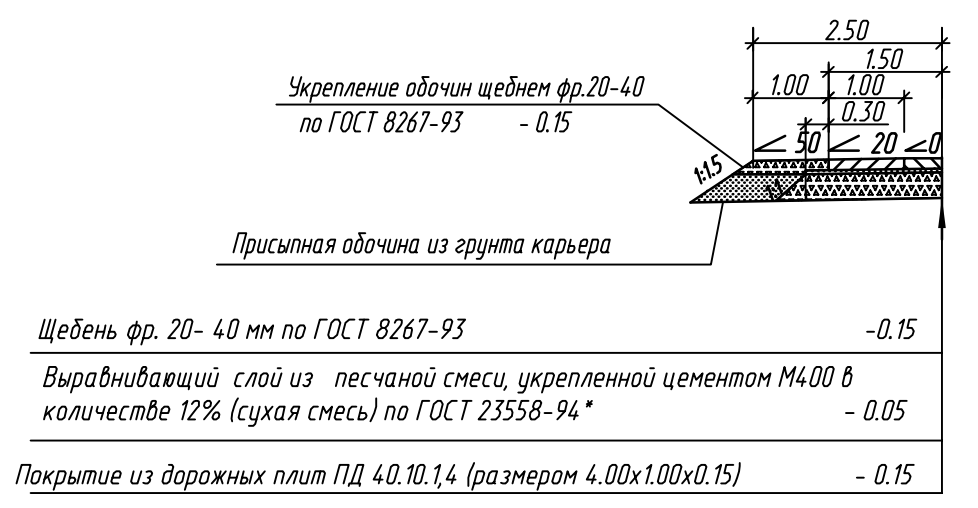 2.50
1.50
1.00 1.00
0.30
Укрепление обочин щебнем фр.20-40
по ГОСТ 8267-93 - 0.15
50 20 0
1:1.5
1:1
Присыпная обочина из грунта карьера
Щебень фр. 20- 40 мм по ГОСТ 8267-93 -0.15
Выравнивающий слой из песчаной смеси, укрепленной цементом М400 в
количестве 12% (сухая смесь) по ГОСТ 23558-94* - 0.05
Покрытие из дорожных плит ПД 40.10.1,4 (размером 4.00х1.00х0.15) - 0.15